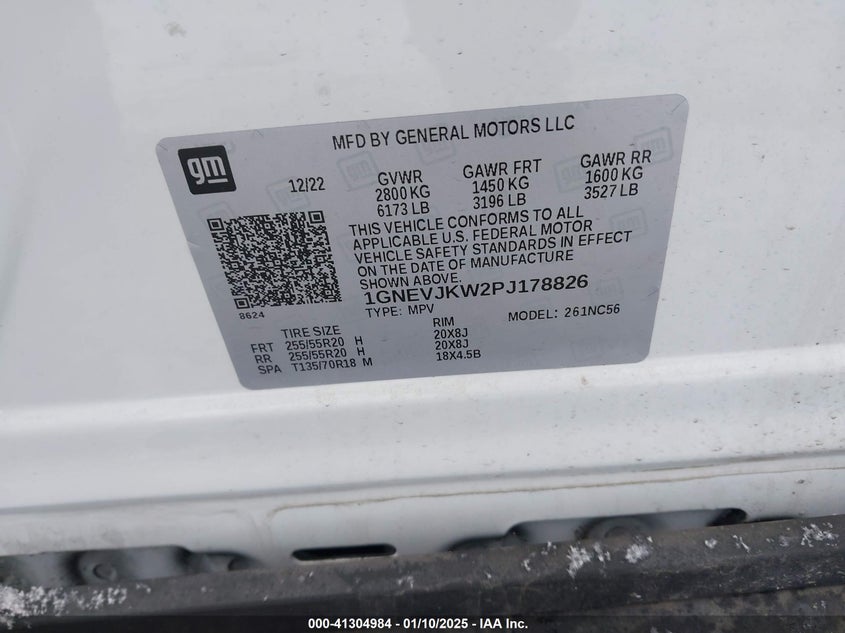 MFD BY GENERAL MOTORS LLC
gm
12/22 GVWR GAWR FRT GAWR RR
2800 KG 1450 KG 1600 KG
6173 LB 3196 LB 3527 LB
THIS VEHICLE CONFORMS TO ALL
APPLICABLE U.S. FEDERAL MOTOR
VEHICLE SAFETY STANDARDS IN EFFECT
ON THE DATE OF MANUFACTURE
SHOWN ABOVE.
8624
1GNEVJKW2PJ178826
TYPE: MPV MODEL: 261NC56
TIRE SIZE RIM
FRT 255/55R20 H 20X8J
RR 255/55R20 H 20X8J
SPA T135/70R18 M 18X4.5B
000-41304984 - 01/10/2025 - IAA Inc.